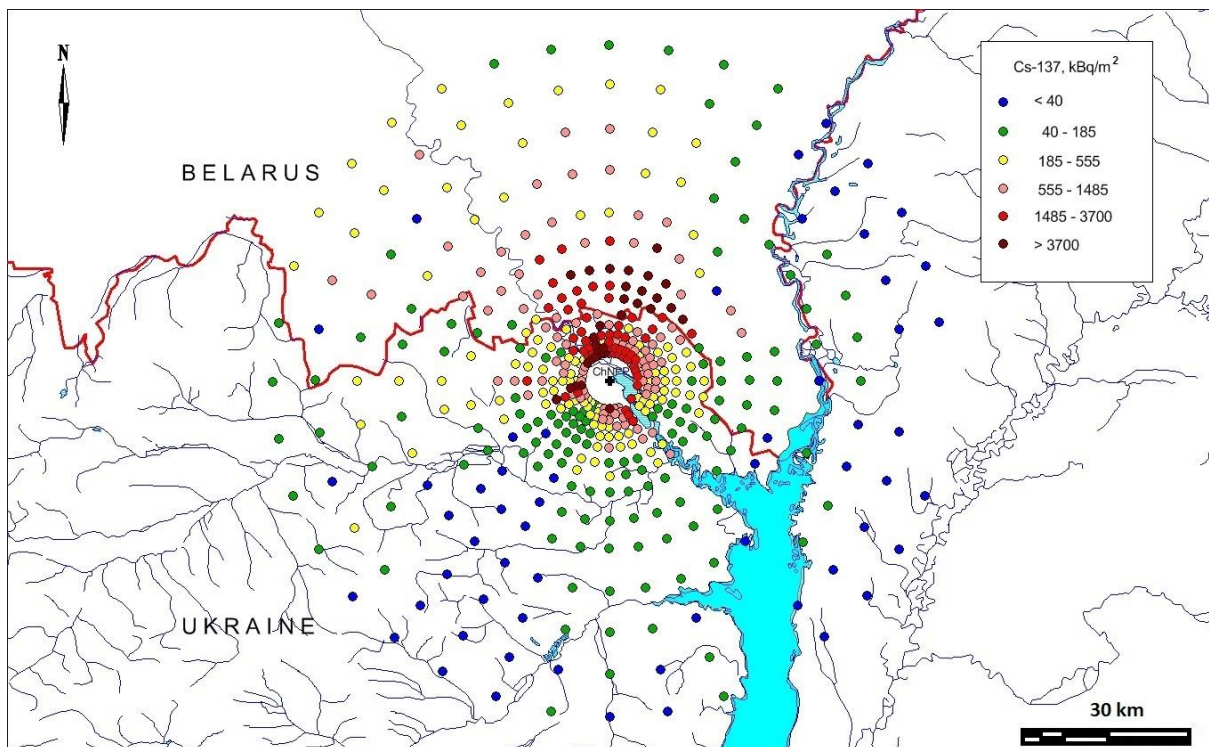 N
Cs-137, kBq/m²
< 40
40 - 185
185 - 555
555 - 1485
1485 - 3700
> 3700
BELARUS
ChNPP
UKRAINE
30 km